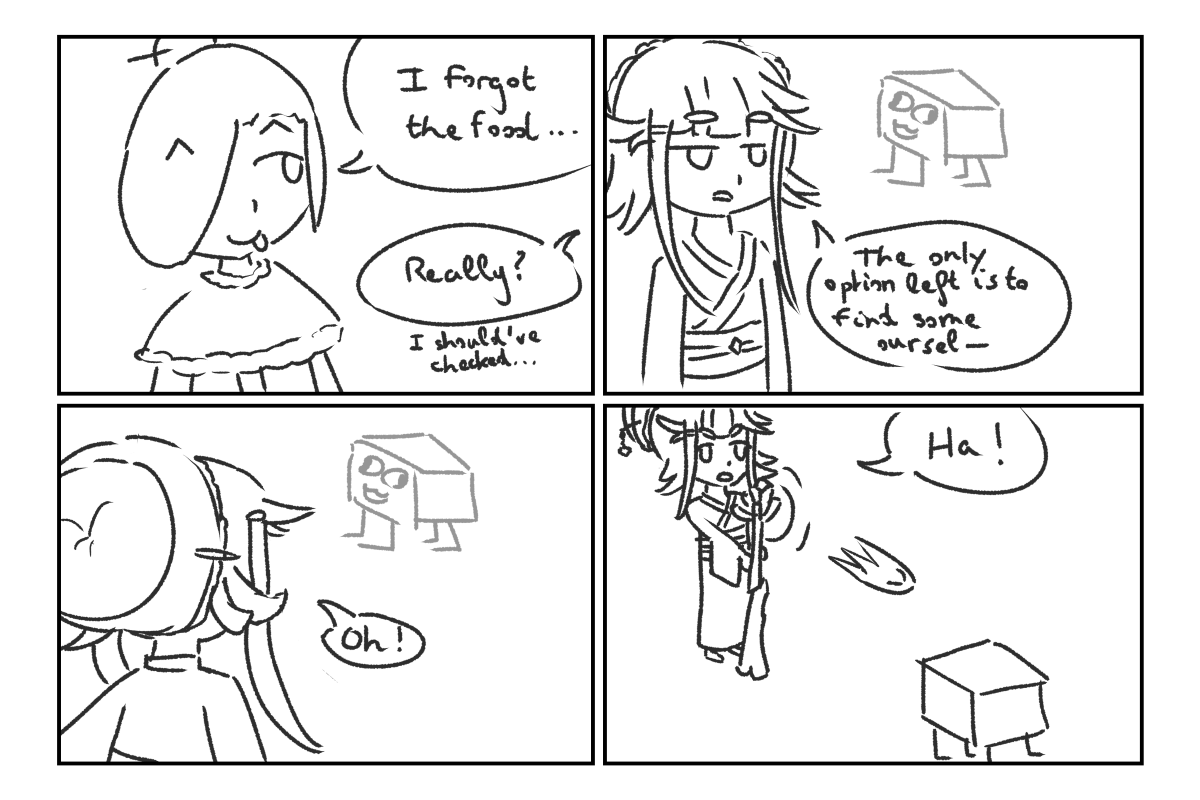 I forgot
the food...
Really?
I should've
checked...
The only
option left is to
find some
oursel—
Oh!
Ha!